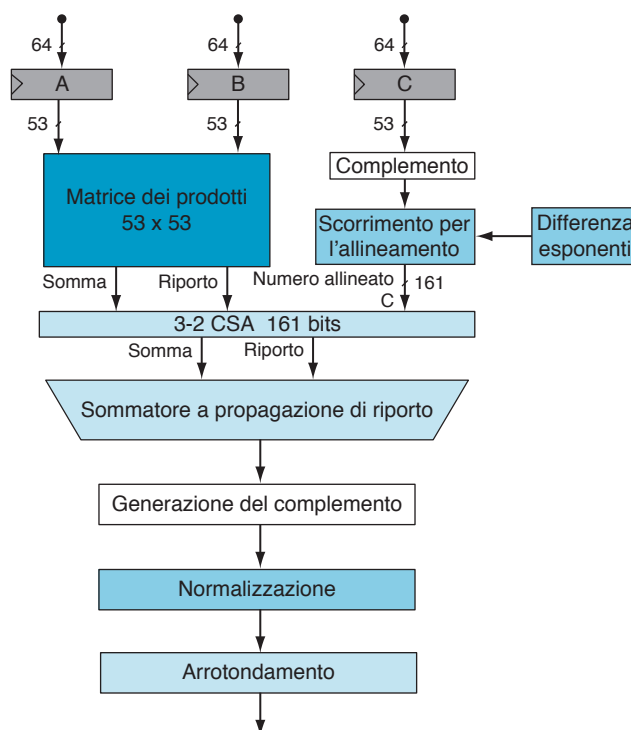 64 64 64
A B C
53 53 53
Complemento
Matrice dei prodotti
53 x 53
Scorrimento per
l'allineamento
Differenza
esponenti
Somma Riporto Numero allineato 161
C
3-2 CSA 161 bits
Somma Riporto
Sommatore a propagazione di riporto
Generazione del complemento
Normalizzazione
Arrotondamento